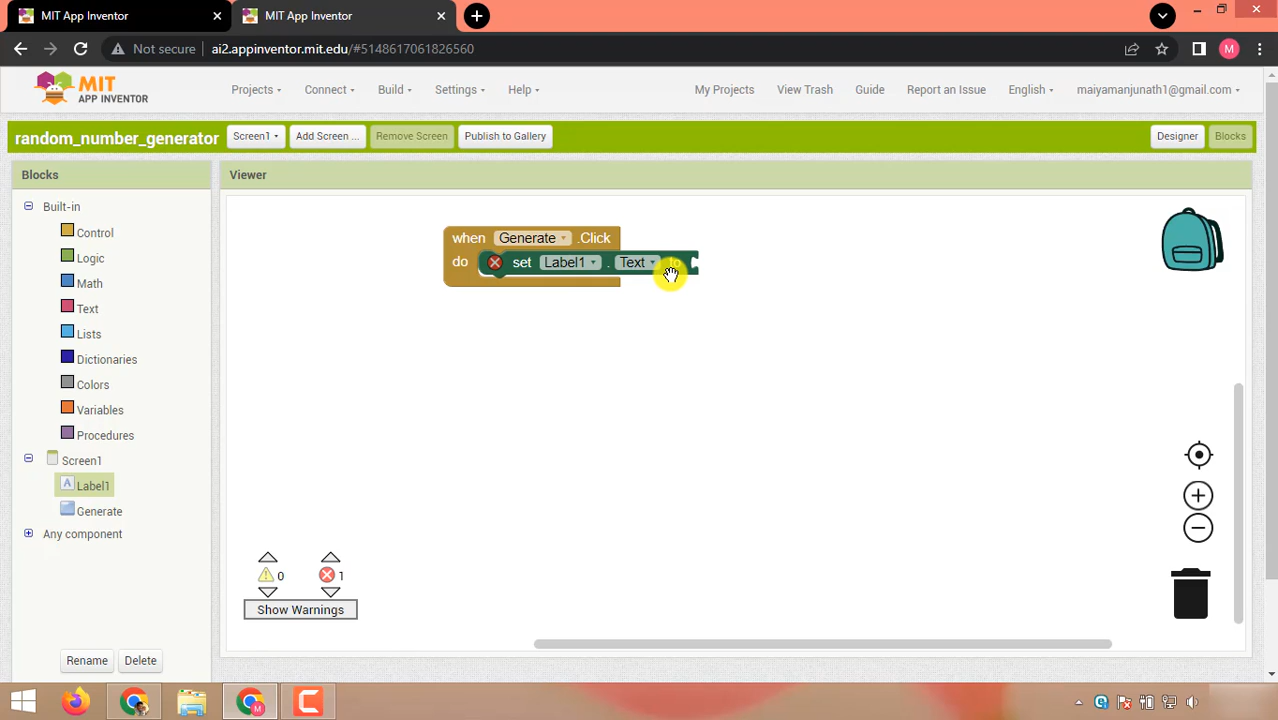 MIT App Inventor
MIT App Inventor
Not secure ai2.appinventor.mit.edu/#5148617061826560
M
MIT
APP INVENTOR
Projects Connect Build Settings Help My Projects View Trash Guide Report an Issue English maiyamanjunath1@gmail.com
random_number_generator Screen1 Add Screen ... Remove Screen Publish to Gallery Designer Blocks
Blocks
Viewer
Built-in
Control
Logic
Math
Text
Lists
Dictionaries
Colors
Variables
Procedures
Screen1
A Label1
Generate
Any component
Rename Delete
when Generate .Click
do set Label1 . Text to
0 1
Show Warnings
M